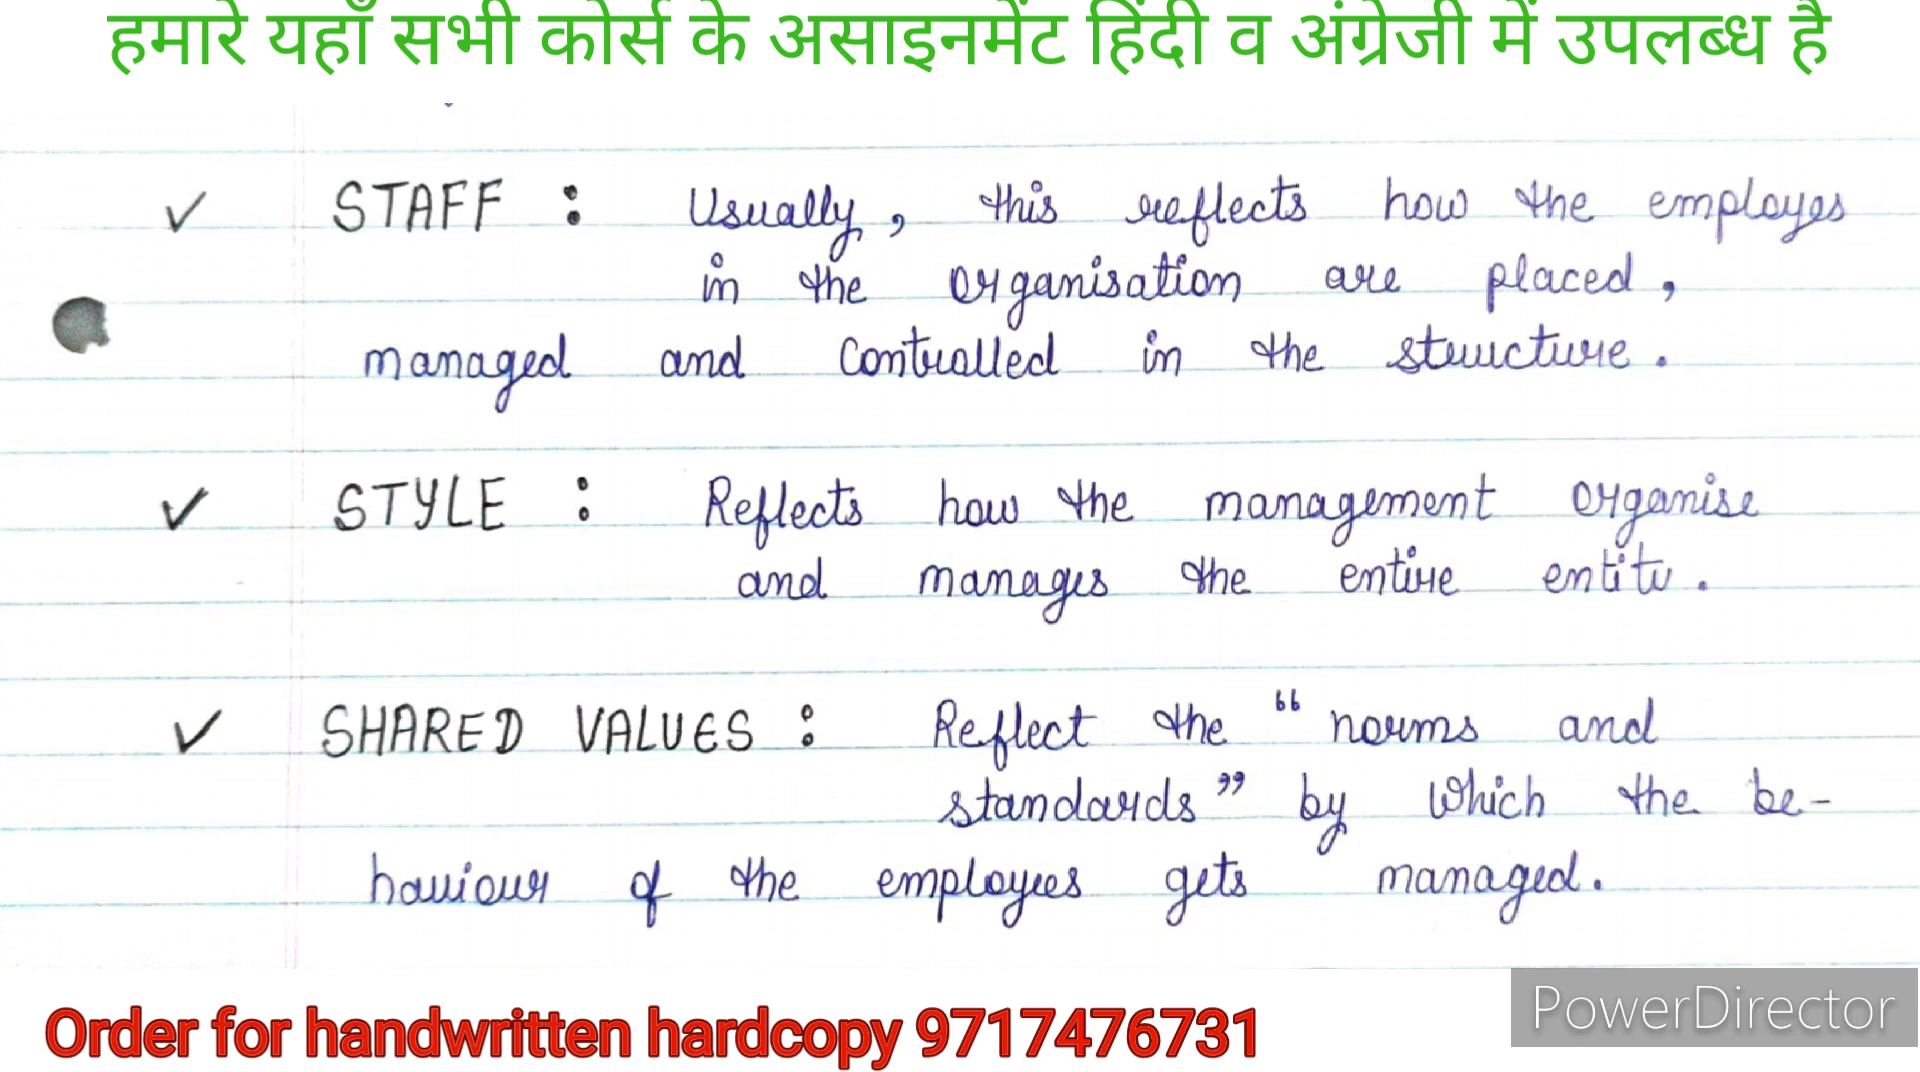 हमारे यहाँ सभी कोर्स के असाइनमेंट हिंदी व अंग्रेजी में उपलब्ध है
✓ STAFF : Usually, this reflects how the employes
in the organisation are placed,
managed and controlled in the structure.
✓ STYLE : Reflects how the management organise
and manages the entire entity.
✓ SHARED VALUES : Reflect the “norms and
standards” by which the be-
haviour of the employees gets managed.
PowerDirector
Order for handwritten hardcopy 9717476731